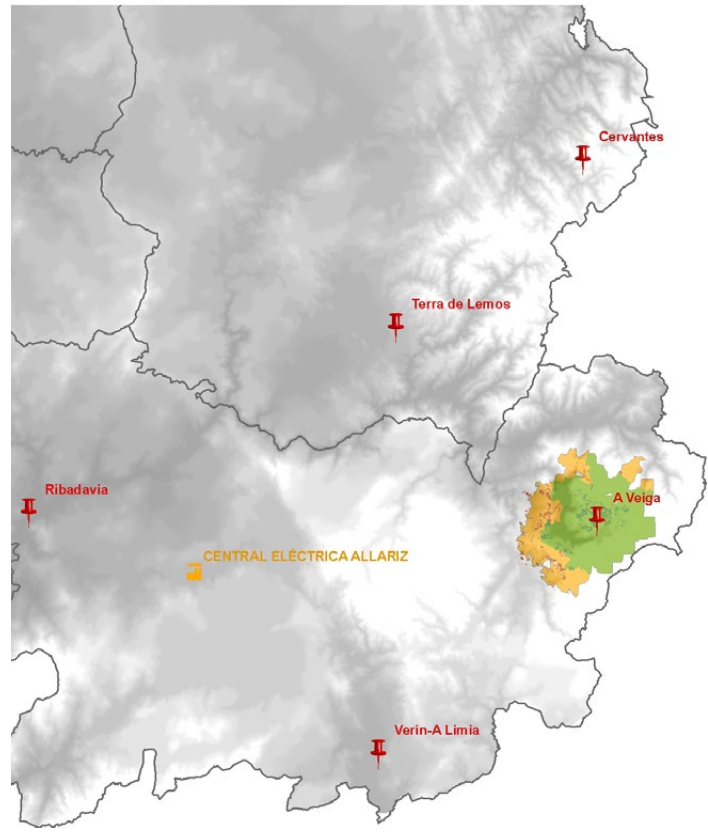 Cervantes
Terra de Lemos
Ribadavia
A Veiga
CENTRAL ELÉCTRICA ALLARIZ
Verín-A Limia